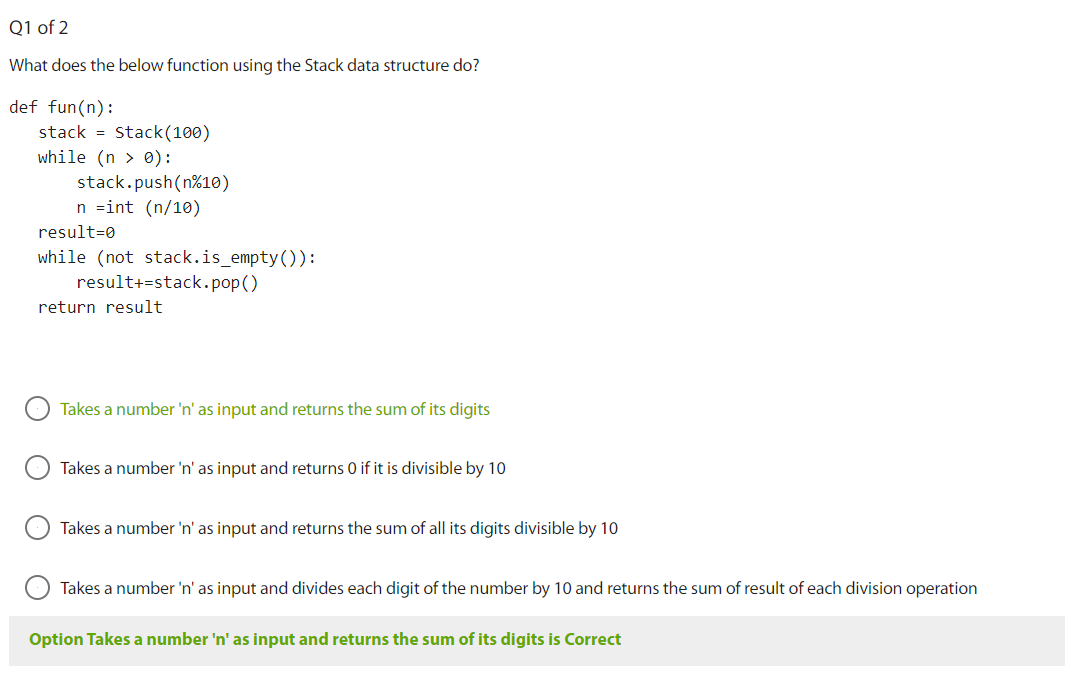 Q1 of 2
What does the below function using the Stack data structure do?
def fun(n):
   stack = Stack(100)
   while (n > 0):
       stack.push(n%10)
       n =int (n/10)
   result=0
   while (not stack.is_empty()):
       result+=stack.pop()
   return result
Takes a number 'n' as input and returns the sum of its digits
Takes a number 'n' as input and returns 0 if it is divisible by 10
Takes a number 'n' as input and returns the sum of all its digits divisible by 10
Takes a number 'n' as input and divides each digit of the number by 10 and returns the sum of result of each division operation
Option Takes a number 'n' as input and returns the sum of its digits is Correct